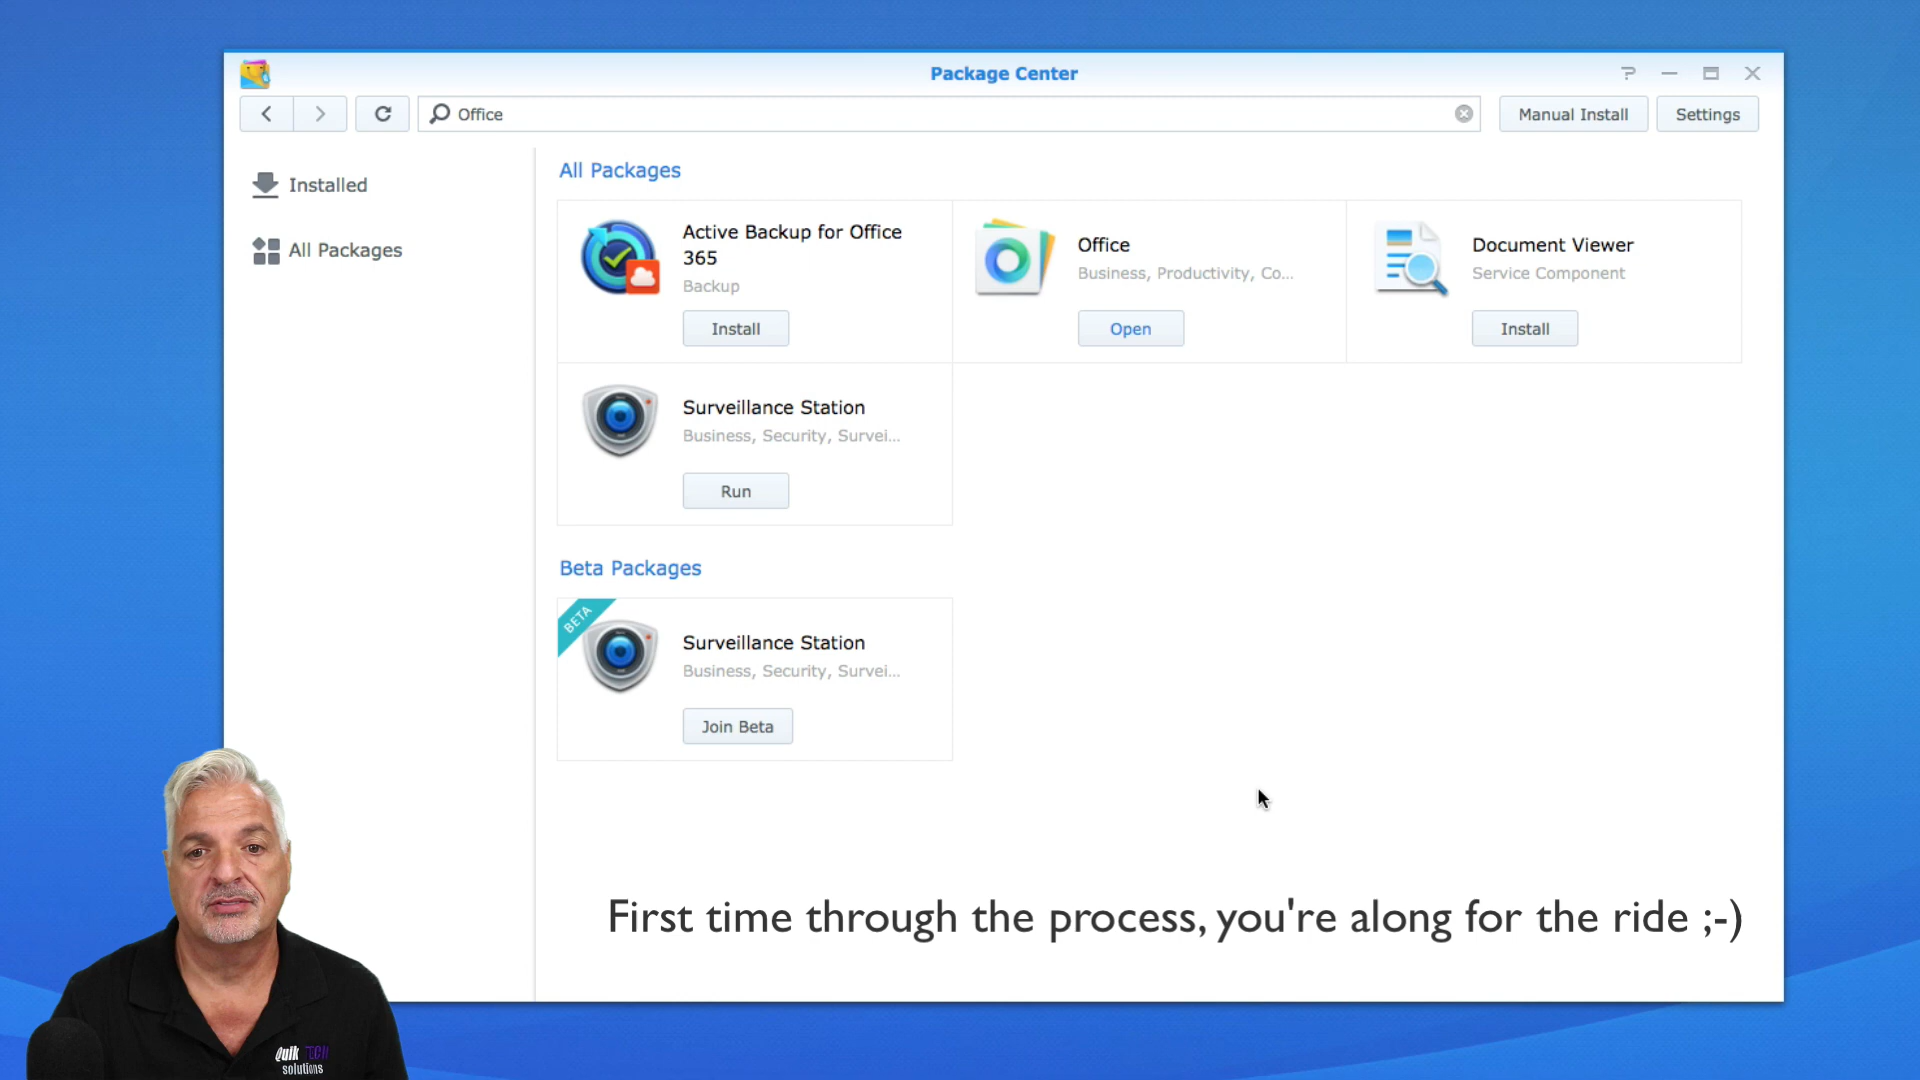 Package Center
Office
Manual Install
Settings
Installed
All Packages
All Packages
Active Backup for Office
365
Backup
Install
Office
Business, Productivity, Co...
Open
Document Viewer
Service Component
Install
Surveillance Station
Business, Security, Survei...
Run
Beta Packages
BETA
Surveillance Station
Business, Security, Survei...
Join Beta
First time through the process, you're along for the ride ;-)
Quik TECH
solutions